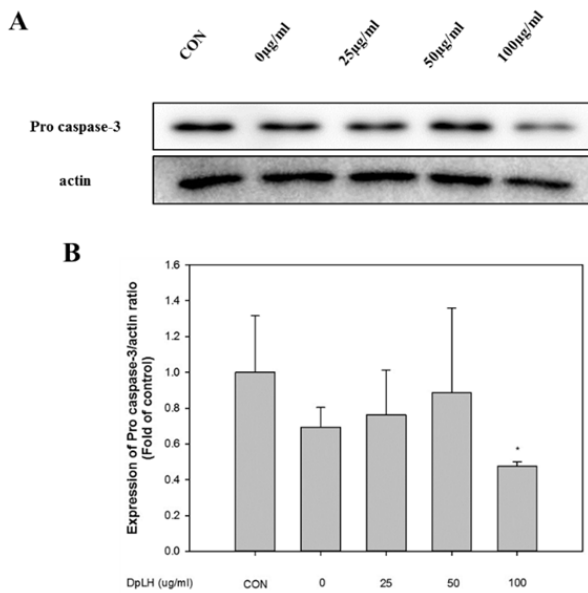 A
CON
0µg/ml
25µg/ml
50µg/ml
100µg/ml
Pro caspase-3
actin
B
Expression of Pro caspase-3/actin ratio
(Fold of control)
1.6
1.4
1.2
1.0
0.8
0.6
0.4
0.2
0.0
*
DpLH (ug/ml)
CON
0
25
50
100